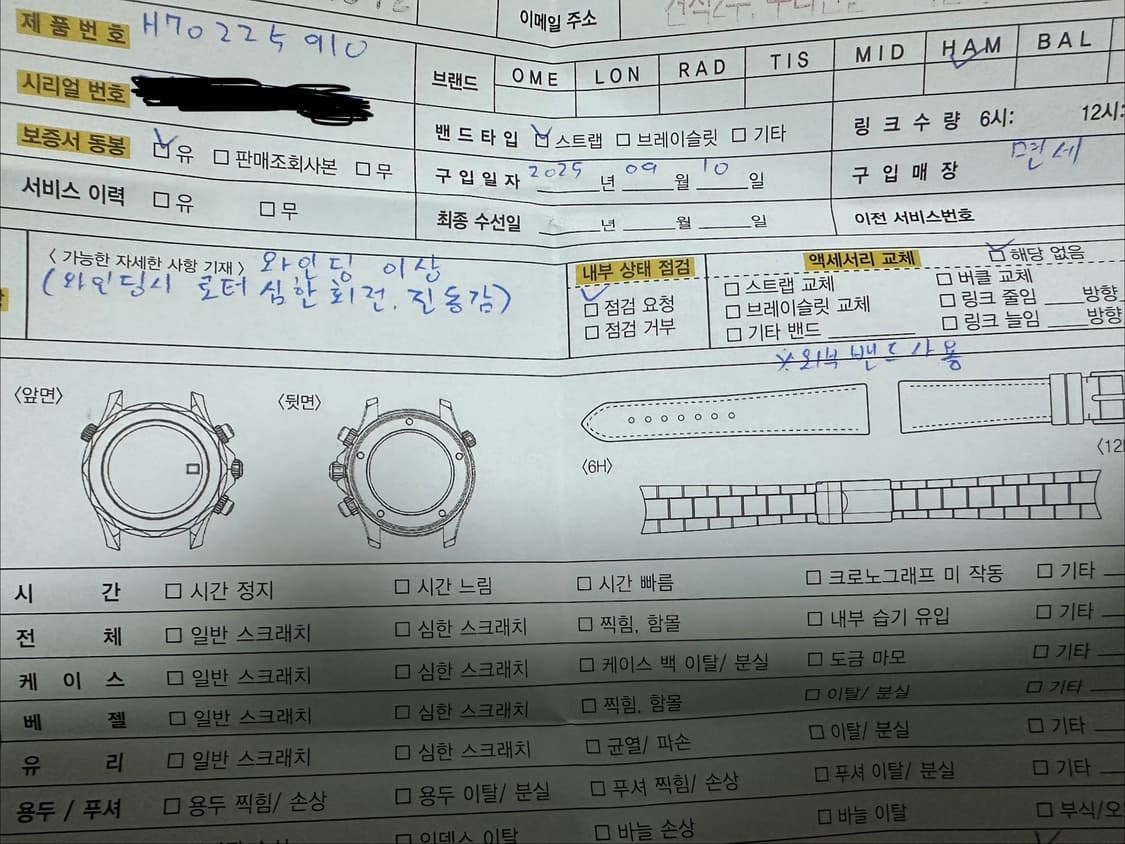 이메일 주소
제 품 번 호 H70225910
시리얼 번호
브랜드 OME LON RAD TIS MID HAM BAL
보증서 동봉 유 판매조회사본 무
밴 드 타 입 스트랩 브레이슬릿 기타
링 크 수 량 6시: 12시:
서비스 이력 유 무
구 입 일 자 2025 년 09 월 10 일
구 입 매 장 면세
최종 수선일 년 월 일
이전 서비스번호
< 가능한 자세한 사항 기재 > 와인딩 이상
(와인딩시 로터 심한 회전, 진동감)
내부 상태 점검
점검 요청
점검 거부
액세서리 교체 해당 없음
스트랩 교체 버클 교체
브레이슬릿 교체 링크 줄임 방향
기타 밴드 링크 늘임 방향
※외부 밴드 사용
<앞면> <뒷면>
<6H>
시 간 시간 정지 시간 느림 시간 빠름 크로노그래프 미 작동 기타
전 체 일반 스크래치 심한 스크래치 찍힘, 함몰 내부 습기 유입 기타
케 이 스 일반 스크래치 심한 스크래치 케이스 백 이탈/ 분실 도금 마모 기타
베 젤 일반 스크래치 심한 스크래치 찍힘, 함몰 이탈/ 분실 기타
유 리 일반 스크래치 심한 스크래치 균열/ 파손 이탈/ 분실 기타
용두 / 푸셔 용두 찍힘/ 손상 용두 이탈/ 분실 푸셔 찍힘/ 손상 푸셔 이탈/ 분실 기타
인덱스 이탈 바늘 손상 바늘 이탈 부식/오